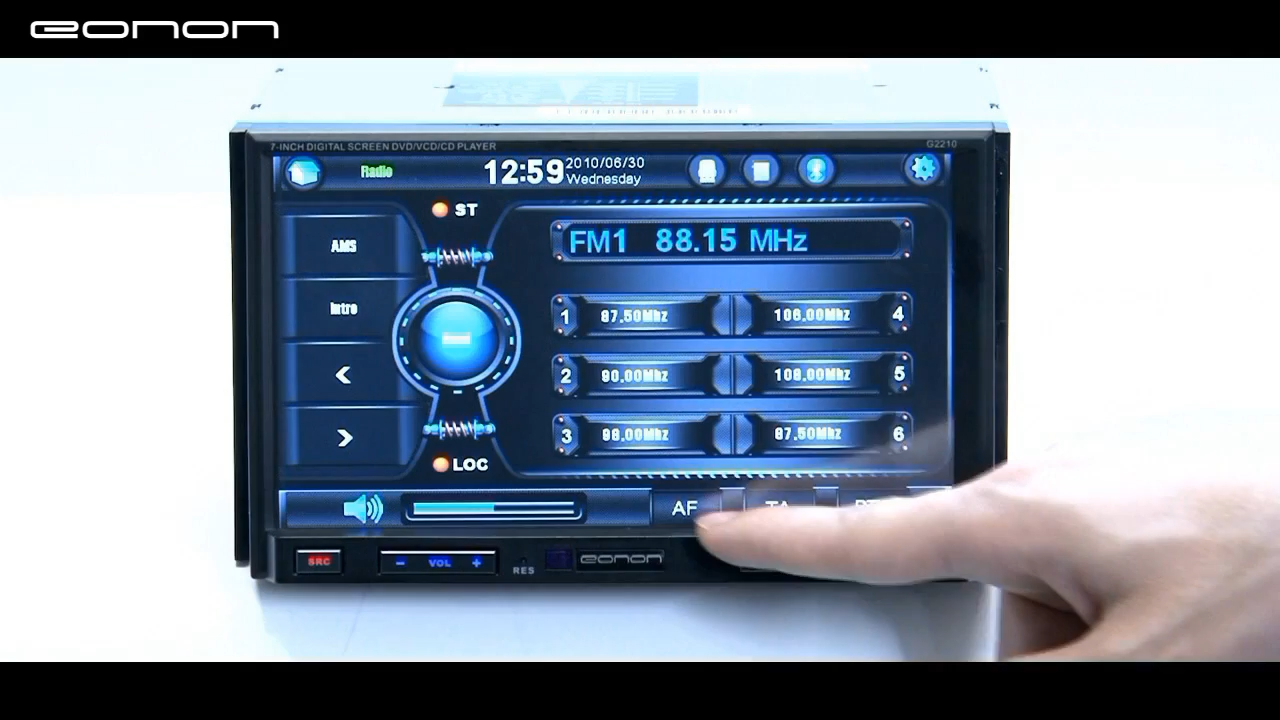 eonon
7-INCH DIGITAL SCREEN DVD/VCD/CD PLAYER
G2210
Radio
12:59
2010/06/30
Wednesday
ST
AMS
FM1 88.15 MHz
Intro
1 87.50Mhz
106.00Mhz 4
<
2 90.00Mhz
108.00Mhz 5
>
3 98.00Mhz
87.50Mhz 6
LOC
AF
TA
SRC
- VOL +
RES
eonon